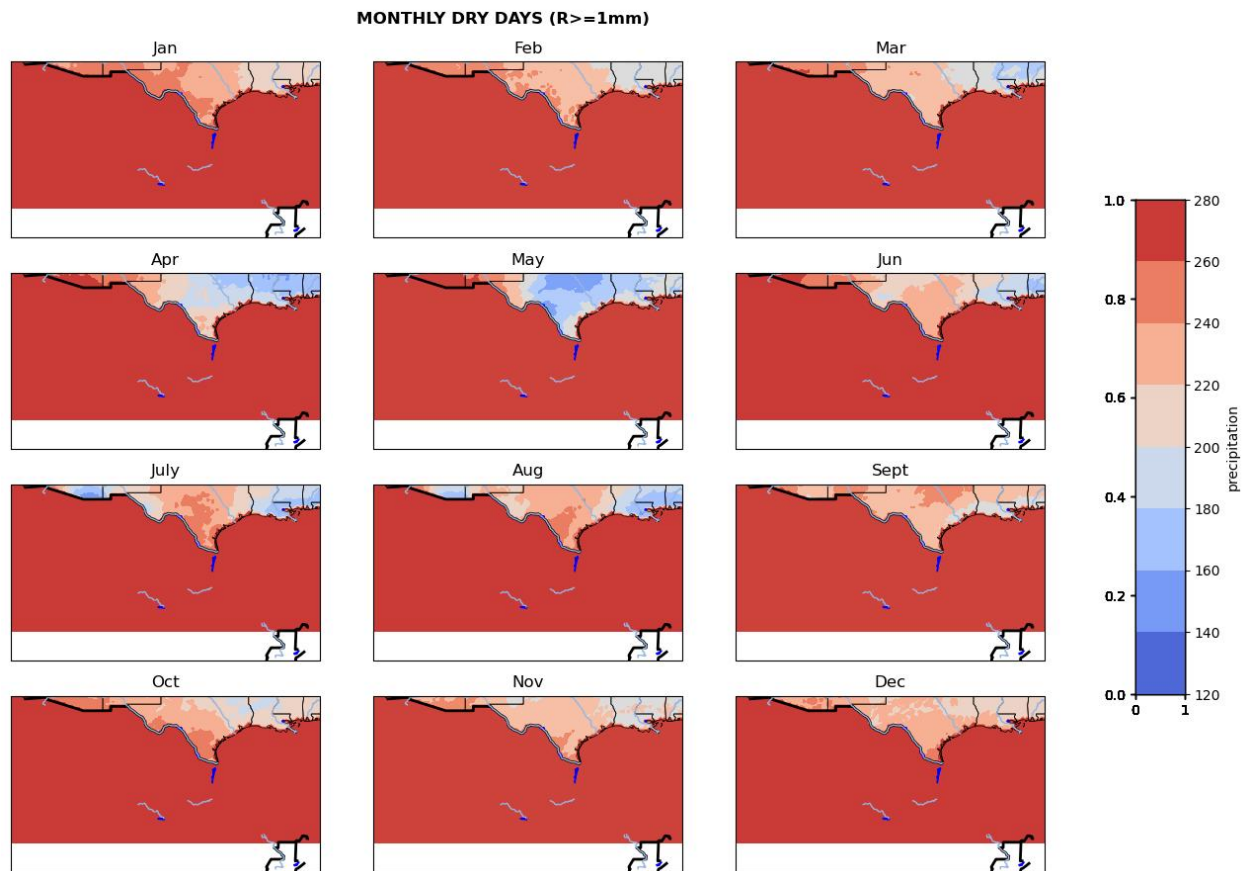 MONTHLY DRY DAYS (R>=1mm)
Jan
Feb
Mar
Apr
May
Jun
July
Aug
Sept
Oct
Nov
Dec
1.0
0.8
0.6
0.4
0.2
0.0
0
1
280
260
240
220
200
180
160
140
120
precipitation